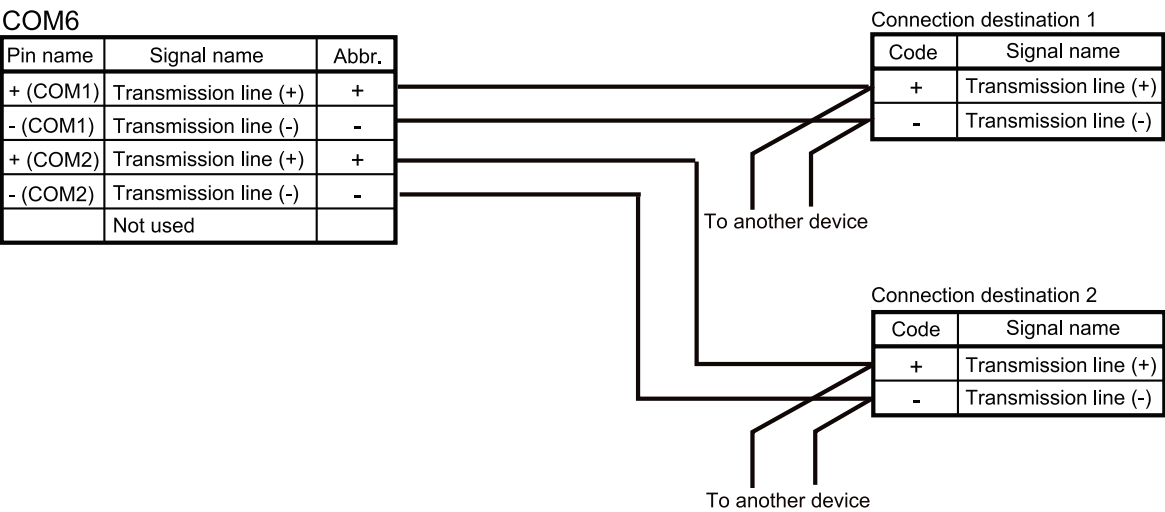 COM6
Pin name Signal name Abbr.
+ (COM1) Transmission line (+) +
- (COM1) Transmission line (-) -
+ (COM2) Transmission line (+) +
- (COM2) Transmission line (-) -
Not used
Connection destination 1
Code Signal name
+ Transmission line (+)
- Transmission line (-)
To another device
Connection destination 2
Code Signal name
+ Transmission line (+)
- Transmission line (-)
To another device